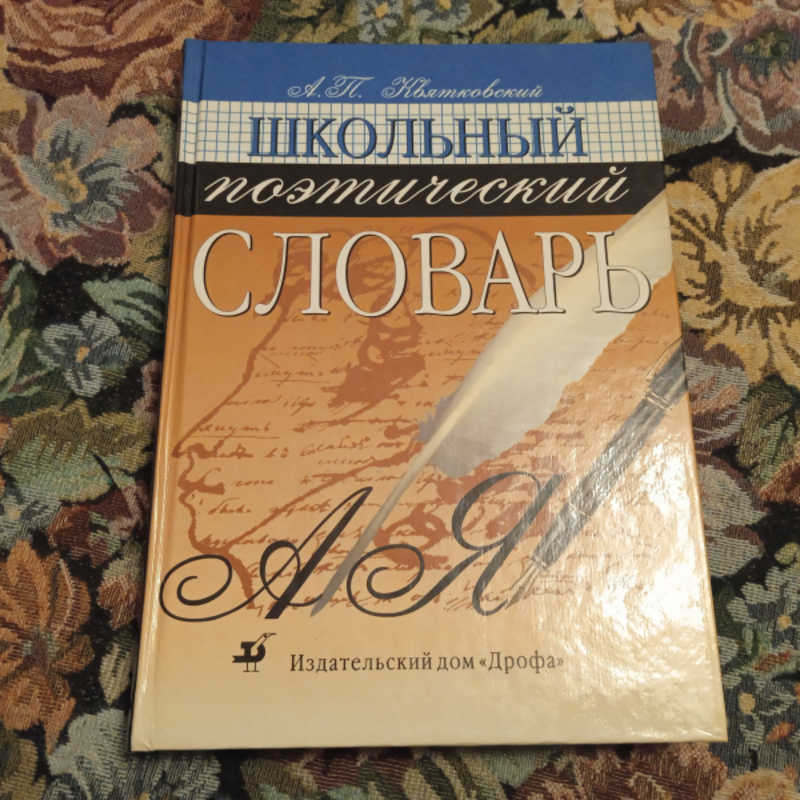 А.П. Квятковский
ШКОЛЬНЫЙ
поэтический
СЛОВАРЬ
А Я
Издательский дом «Дрофа»